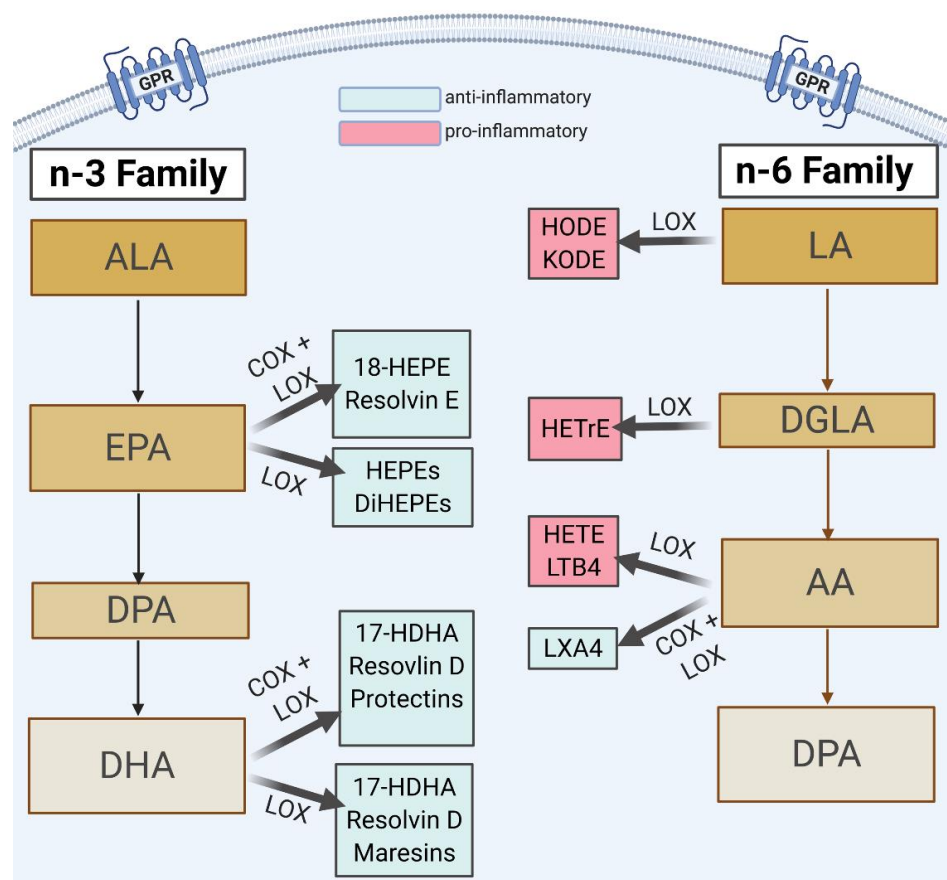 GPR
GPR
anti-inflammatory
pro-inflammatory
n-3 Family
n-6 Family
ALA
COX +
LOX
18-HEPE
Resolvin E
EPA
LOX
HEPEs
DiHEPEs
DPA
COX +
LOX
17-HDHA
Resovlin D
Protectins
DHA
LOX
17-HDHA
Resolvin D
Maresins
HODE
KODE
LOX
LA
HETrE
LOX
DGLA
HETE
LTB4
LOX
AA
LXA4
COX +
LOX
DPA